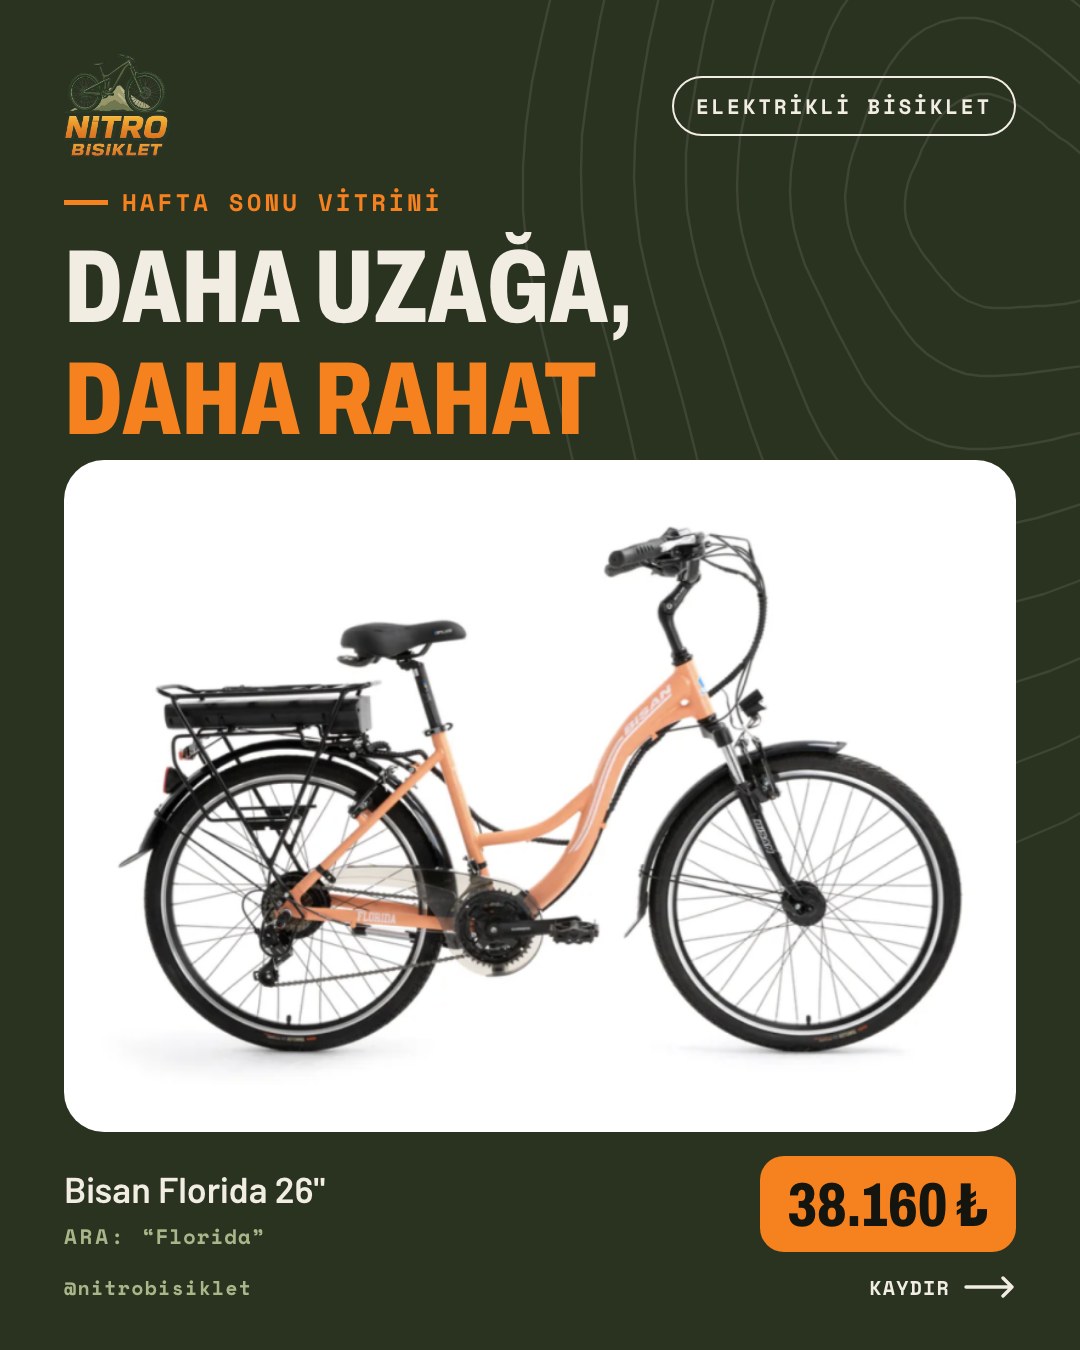 NITRO
BISIKLET
ELEKTRİKLİ BİSİKLET
HAFTA SONU VİTRİNİ
DAHA UZAĞA,
DAHA RAHAT
BISAN
BISAN
FLORIDA
Bisan Florida 26"
38.160 ₺
ARA: “Florida”
@nitrobisiklet
KAYDIR